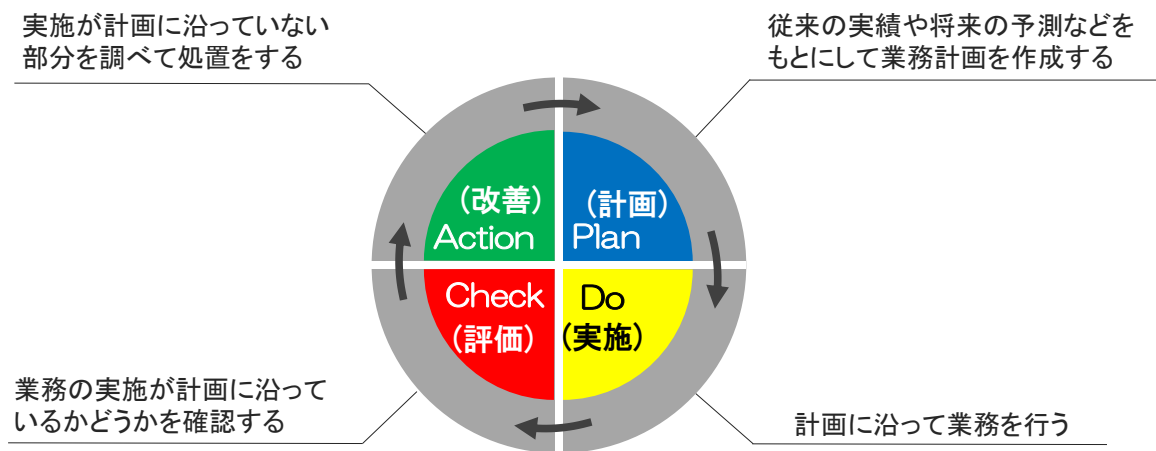 実施が計画に沿っていない
部分を調べて処置をする
従来の実績や将来の予測などを
もとにして業務計画を作成する
(改善)
Action
(計画)
Plan
Check
(評価)
Do
(実施)
業務の実施が計画に沿って
いるかどうかを確認する
計画に沿って業務を行う